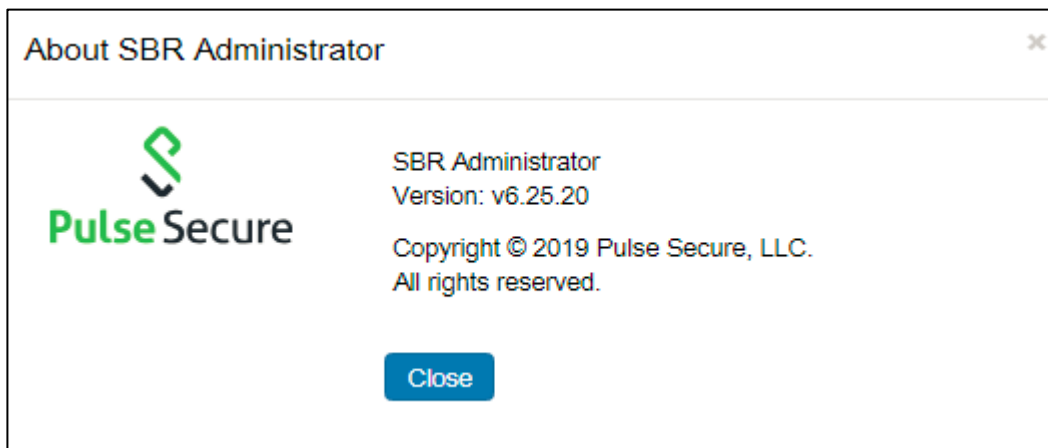 About SBR Administrator
×
Pulse Secure
SBR Administrator
Version: v6.25.20
Copyright © 2019 Pulse Secure, LLC.
All rights reserved.
Close